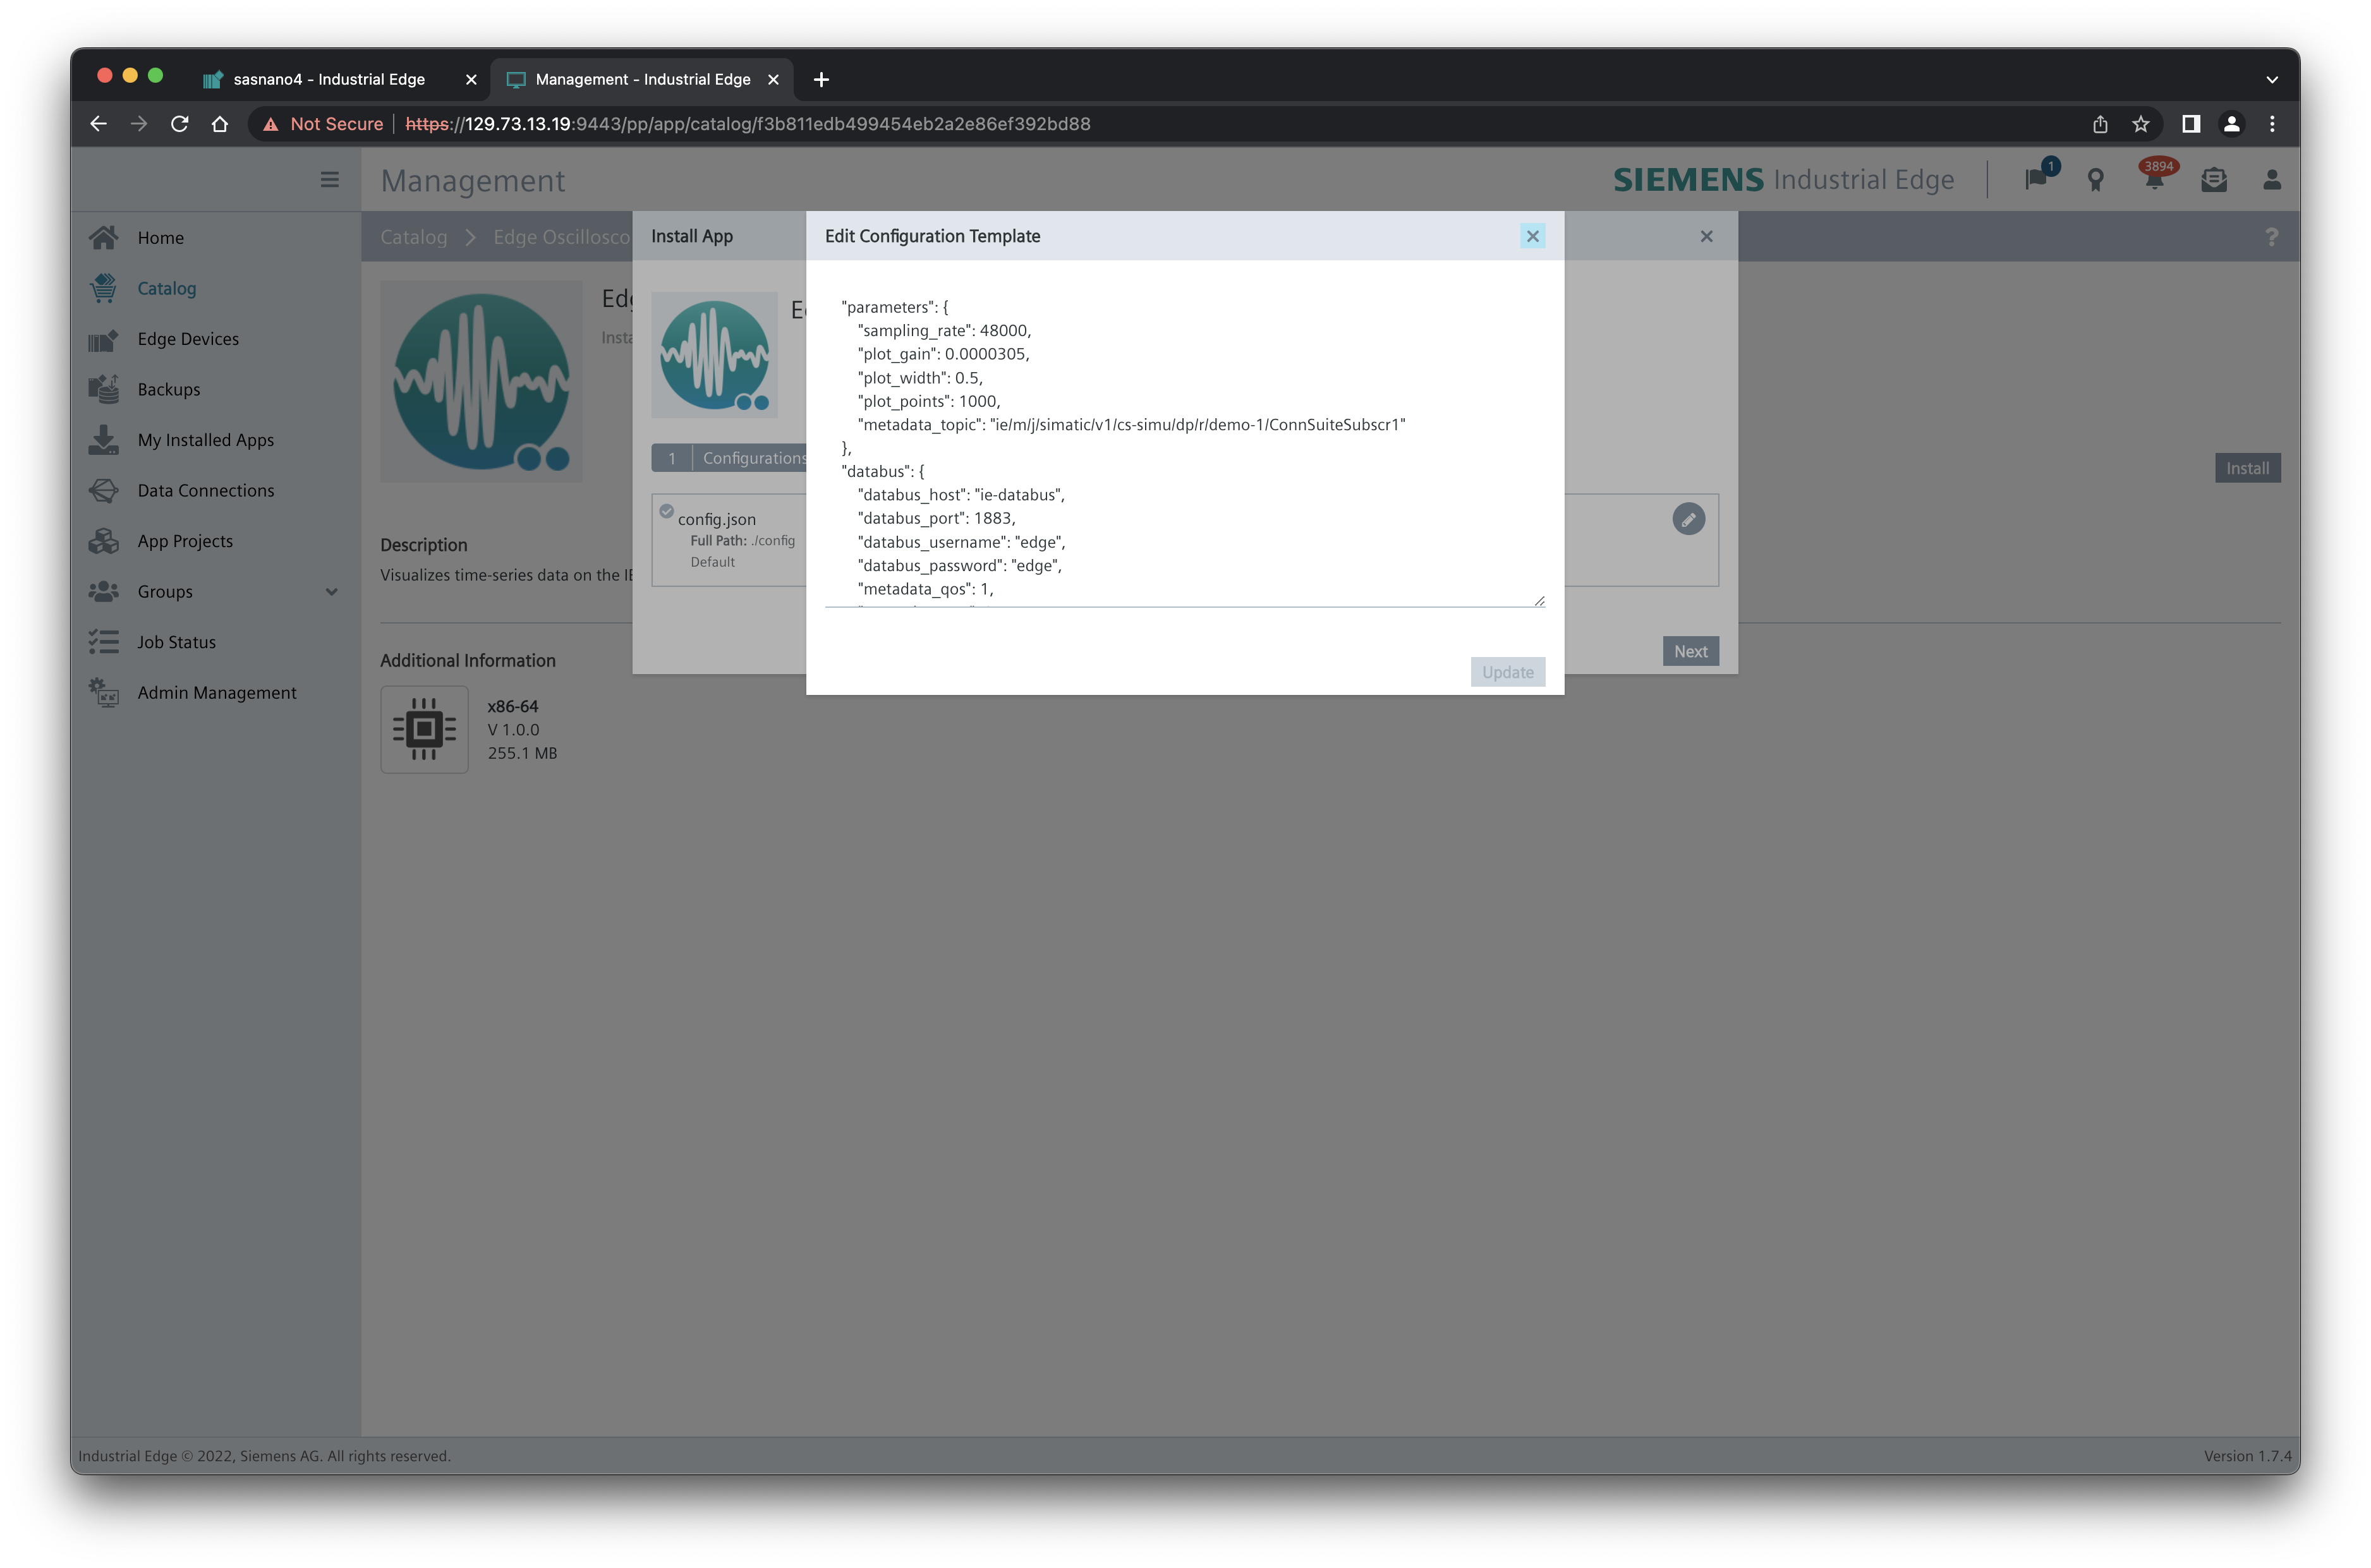 sasnano4 - Industrial Edge
Management - Industrial Edge
Not Secure https://129.73.13.19:9443/pp/app/catalog/f3b811edb499454eb2a2e86ef392bd88
Management
SIEMENS Industrial Edge
1
3894
Home
Catalog
Edge Devices
Backups
My Installed Apps
Data Connections
App Projects
Groups
Job Status
Admin Management
Catalog > Edge Oscillosco
?
Install
Description
Visualizes time-series data on the IE
Additional Information
x86-64
V 1.0.0
255.1 MB
Install App
1 Configurations
config.json
Full Path: ./config
Default
Next
Edit Configuration Template
"parameters": {
"sampling_rate": 48000,
"plot_gain": 0.0000305,
"plot_width": 0.5,
"plot_points": 1000,
"metadata_topic": "ie/m/j/simatic/v1/cs-simu/dp/r/demo-1/ConnSuiteSubscr1"
},
"databus": {
"databus_host": "ie-databus",
"databus_port": 1883,
"databus_username": "edge",
"databus_password": "edge",
"metadata_qos": 1,
Update
Industrial Edge © 2022, Siemens AG. All rights reserved.
Version 1.7.4